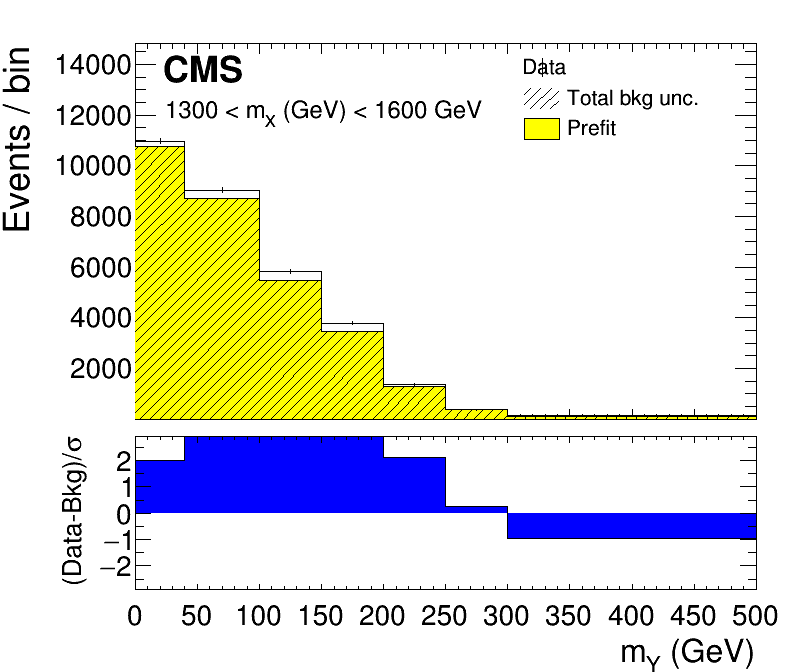 CMS
1300 < mX (GeV) < 1600 GeV
Data
Total bkg unc.
Prefit
Events / bin
14000
12000
10000
8000
6000
4000
2000
(Data-Bkg)/σ
2
1
0
−1
−2
0 50 100 150 200 250 300 350 400 450 500
mY (GeV)